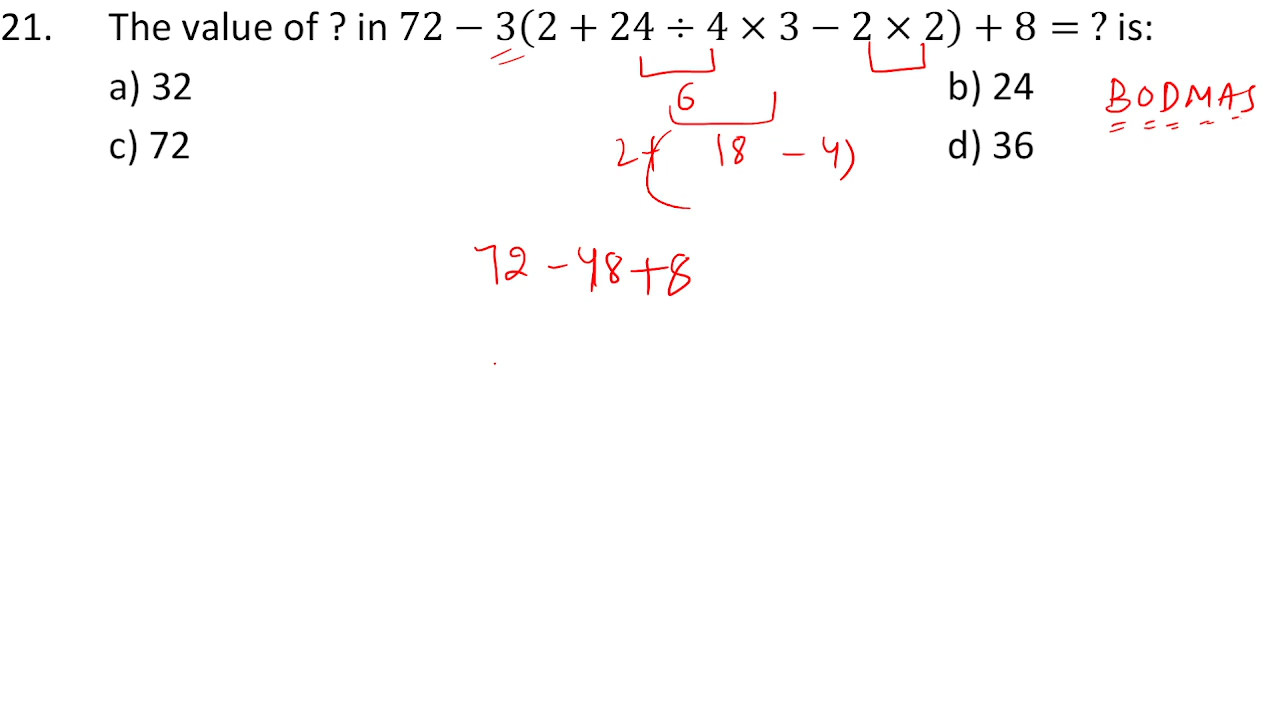 21. The value of ? in 72 − 3(2 + 24 ÷ 4 × 3 − 2 × 2) + 8 = ? is:
a) 32 b) 24 BODMAS
6
c) 72 d) 36
2+( 18 − 4)
72 − 48 + 8